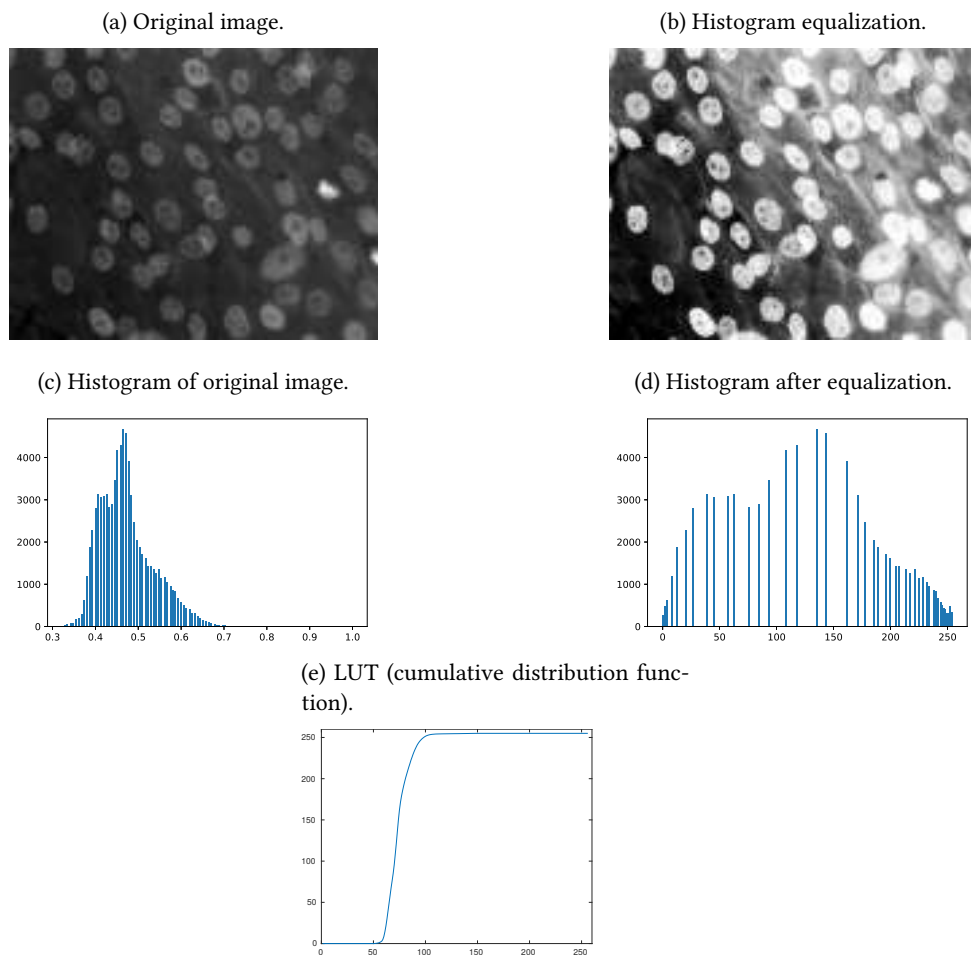 (a) Original image.
(b) Histogram equalization.
(c) Histogram of original image.
(d) Histogram after equalization.
4000
3000
2000
1000
0
0.3 0.4 0.5 0.6 0.7 0.8 0.9 1.0
4000
3000
2000
1000
0
0 50 100 150 200 250
(e) LUT (cumulative distribution func-
tion).
250
200
150
100
50
0
0 50 100 150 200 250